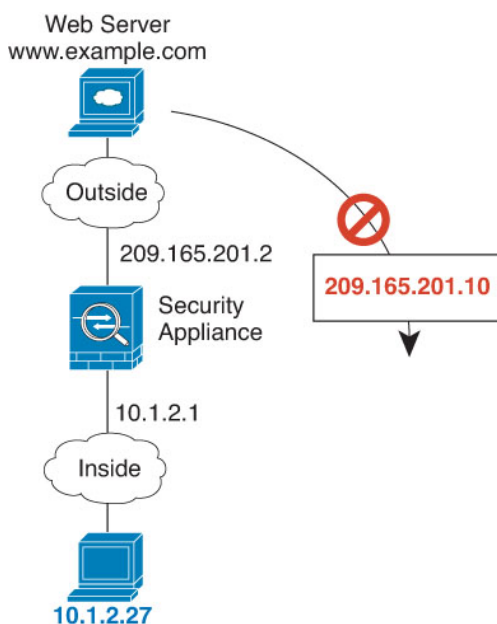 Web Server
www.example.com
Outside
209.165.201.2
209.165.201.10
Security
Appliance
10.1.2.1
Inside
10.1.2.27